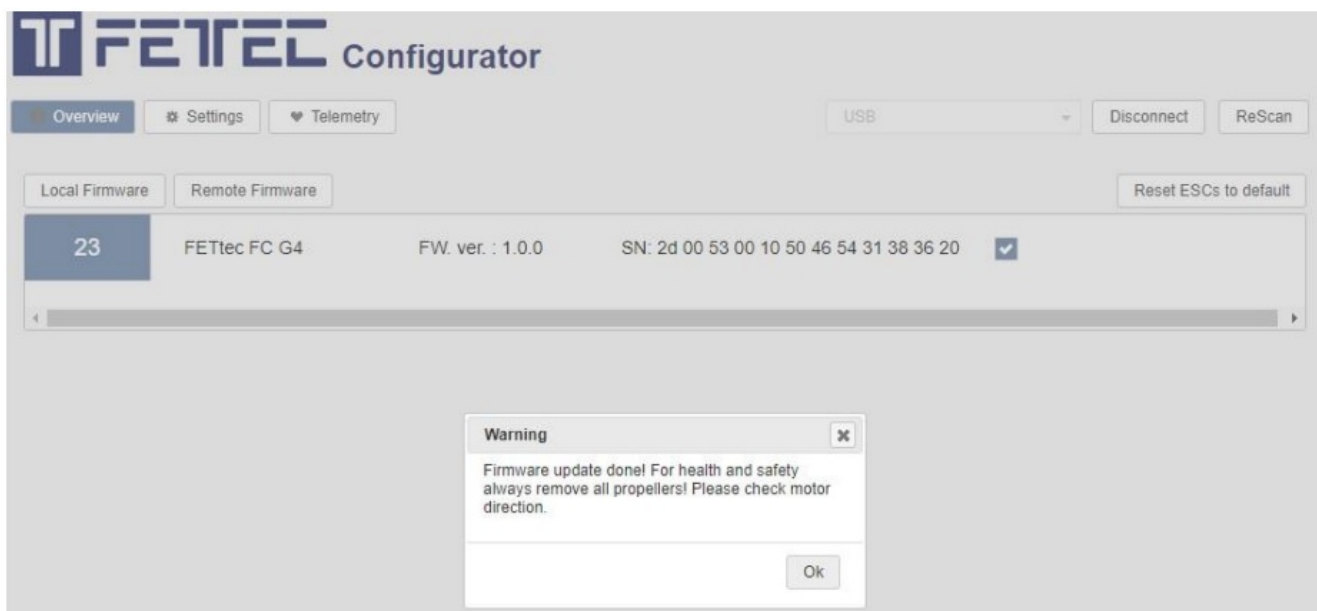 FETTEC Configurator
Overview Settings Telemetry USB Disconnect ReScan
Local Firmware Remote Firmware Reset ESCs to default
23 FETtec FC G4 FW. ver. : 1.0.0 SN: 2d 00 53 00 10 50 46 54 31 38 36 20
Warning
Firmware update done! For health and safety
always remove all propellers! Please check motor
direction.
Ok